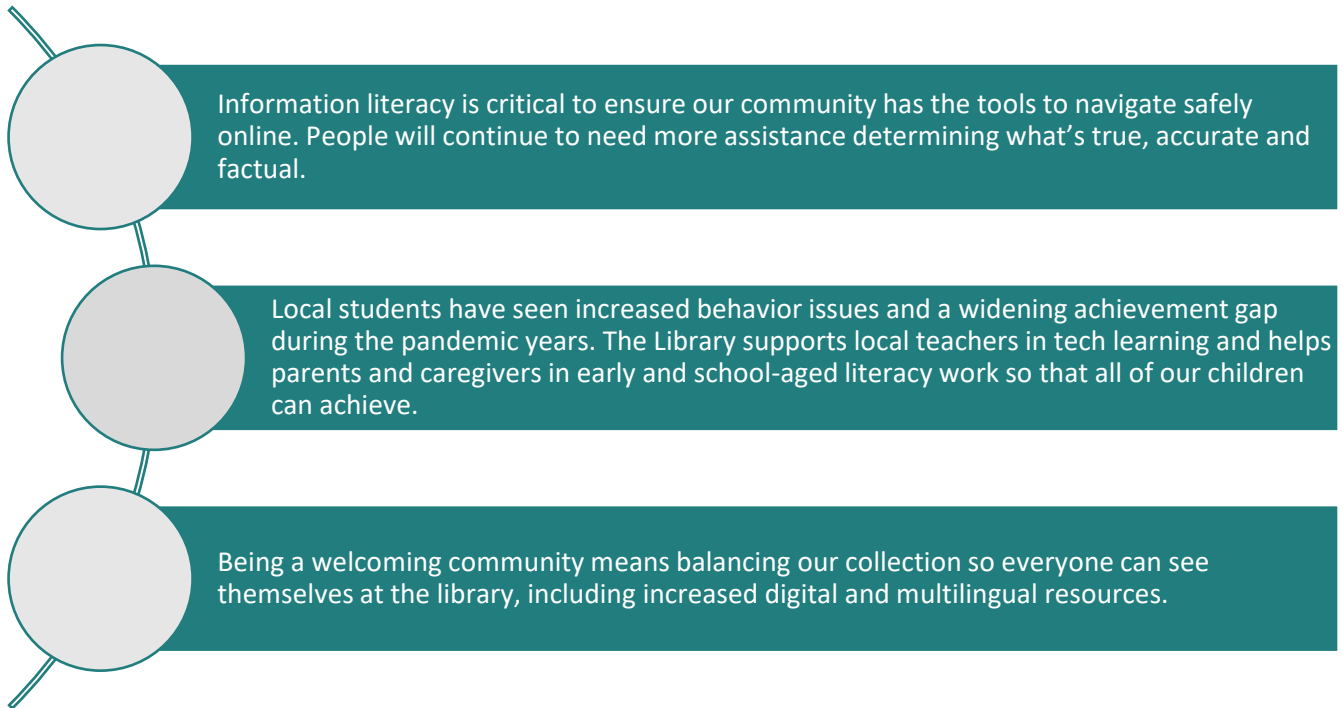 Information literacy is critical to ensure our community has the tools to navigate safely
online. People will continue to need more assistance determining what’s true, accurate and
factual.
Local students have seen increased behavior issues and a widening achievement gap
during the pandemic years. The Library supports local teachers in tech learning and helps
parents and caregivers in early and school-aged literacy work so that all of our children
can achieve.
Being a welcoming community means balancing our collection so everyone can see
themselves at the library, including increased digital and multilingual resources.